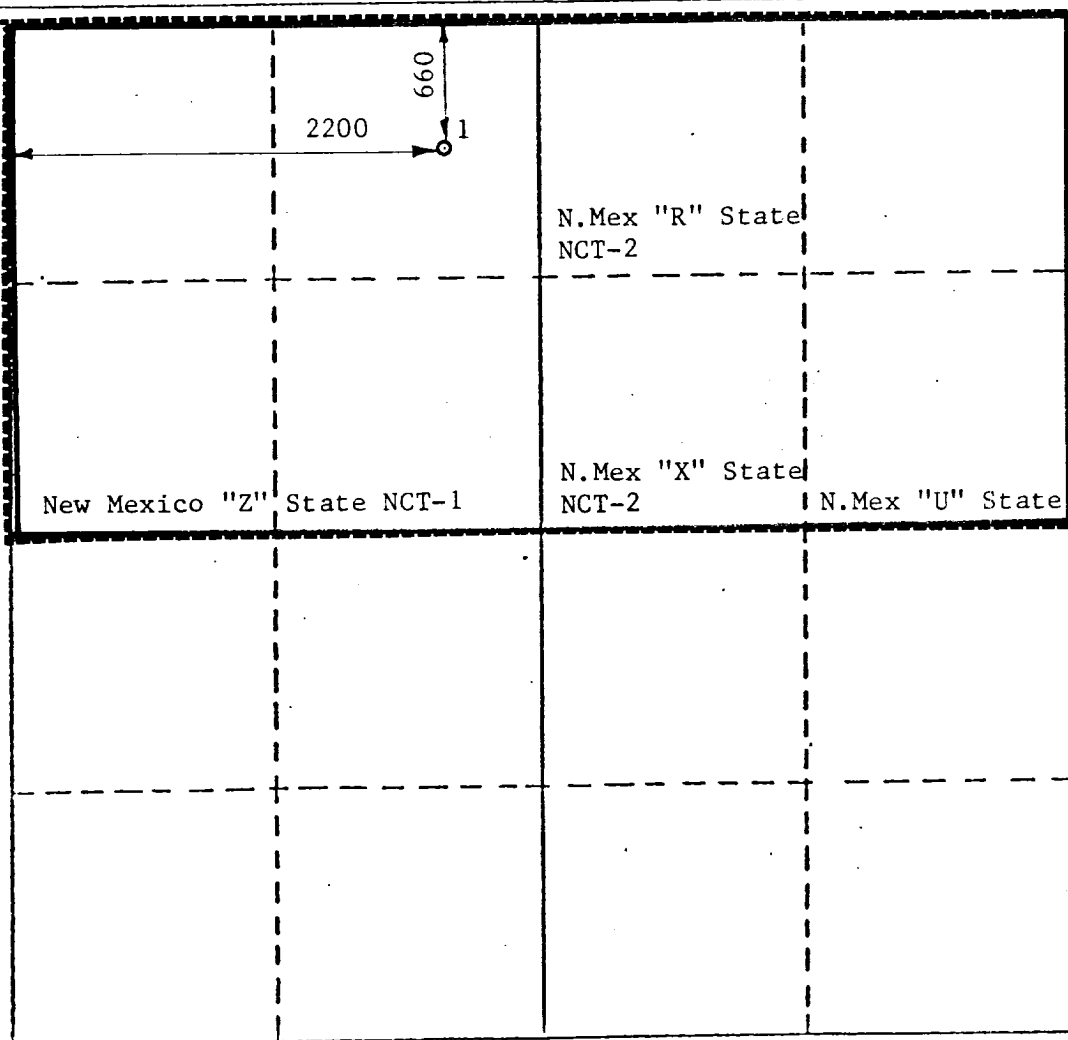 660
2200
1
N.Mex "R" State
NCT-2
N.Mex "X" State
NCT-2
New Mexico "Z" State NCT-1
N.Mex "U" State